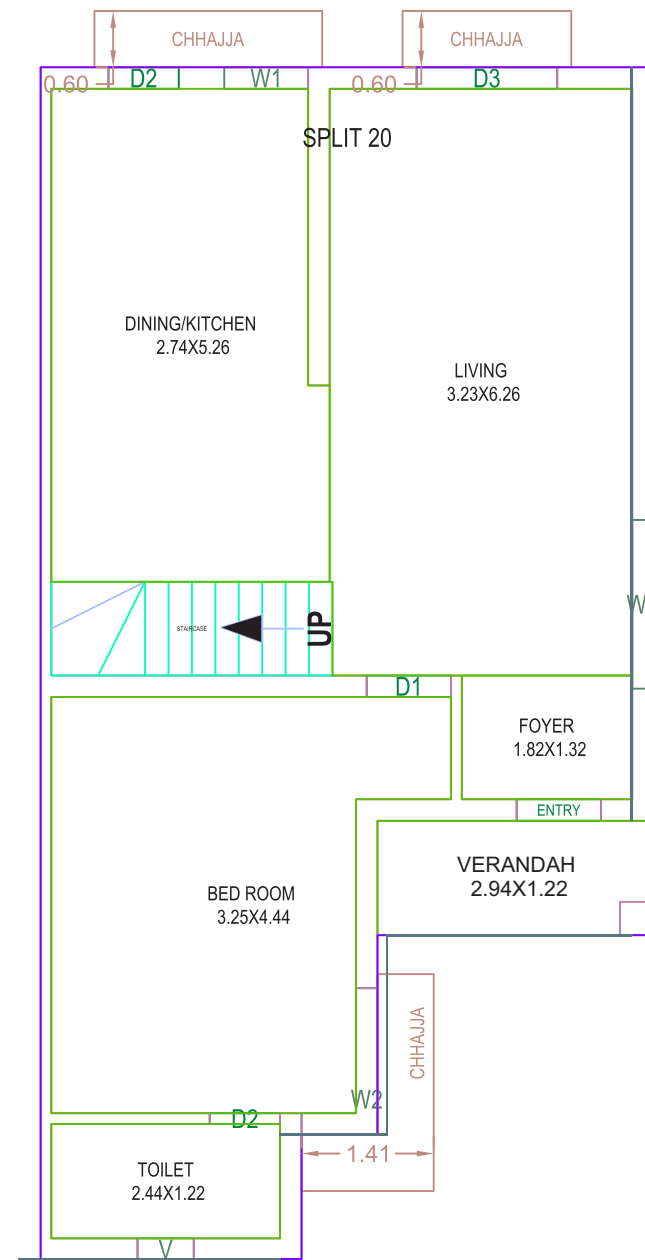 CHHAJJA
CHHAJJA
0.60
D2
W1
0.60
D3
SPLIT 20
DINING/KITCHEN
2.74X5.26
LIVING
3.23X6.26
STAIRCASE
UP
W
D1
FOYER
1.82X1.32
ENTRY
VERANDAH
2.94X1.22
BED ROOM
3.25X4.44
CHHAJJA
W2
D2
1.41
TOILET
2.44X1.22
V